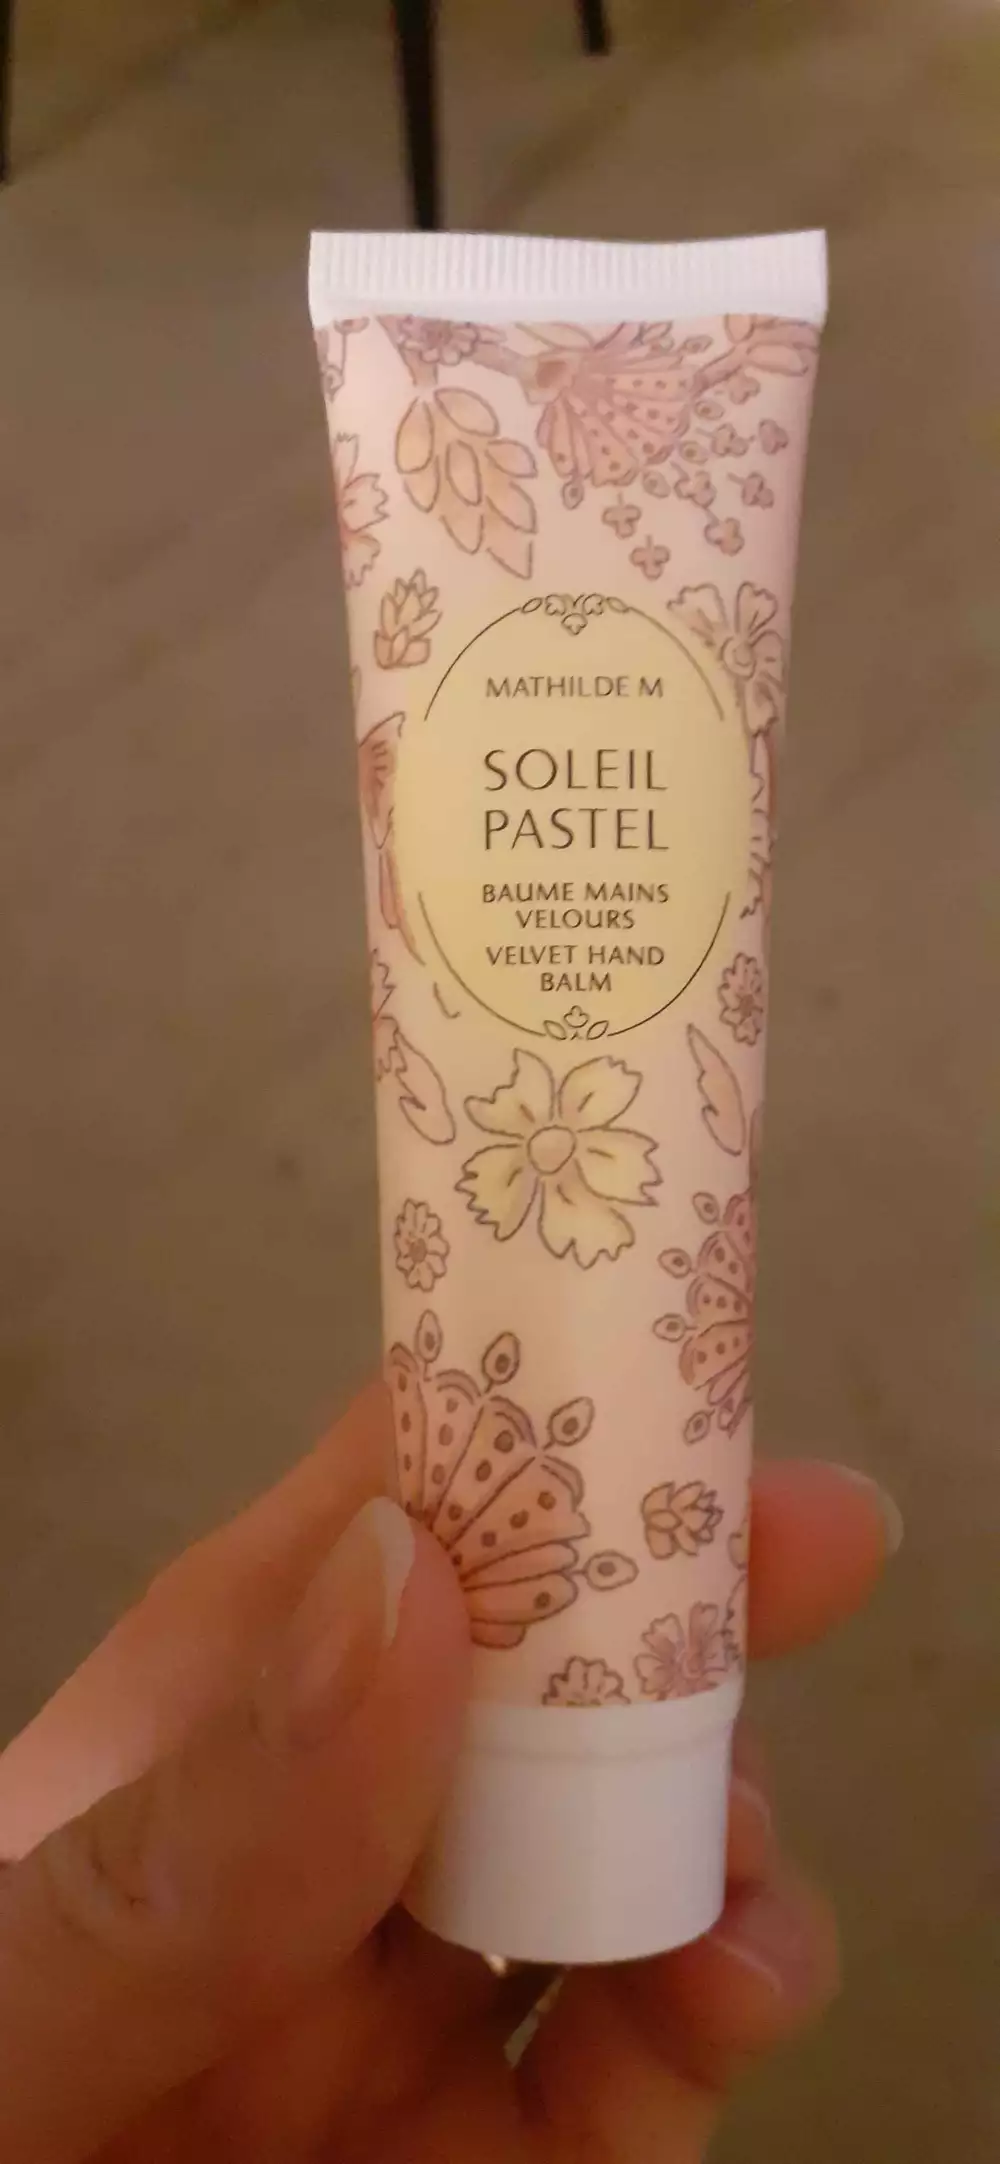 MATHILDE M
SOLEIL
PASTEL
BAUME MAINS
VELOURS
VELVET HAND
BALM